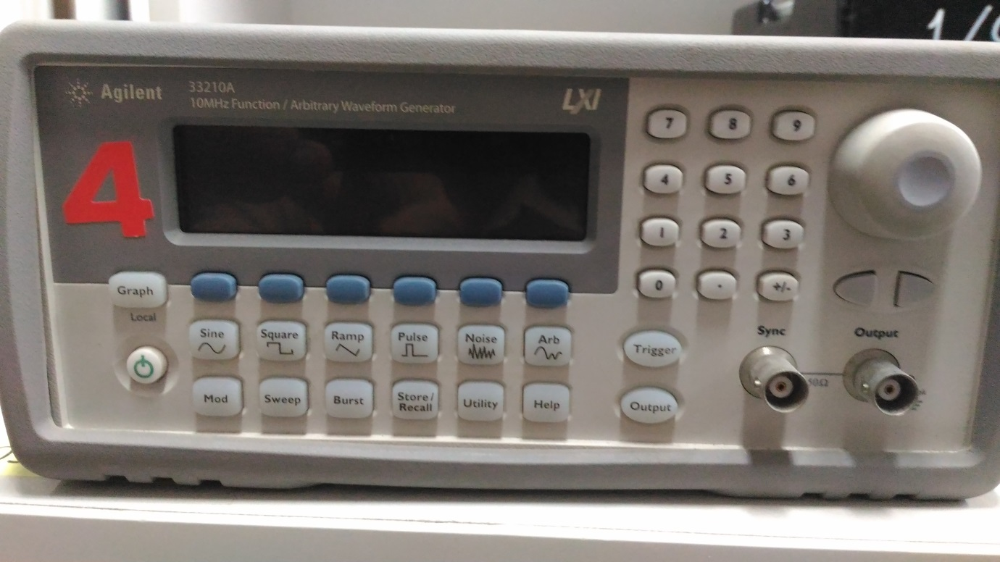 1/9
Agilent
33210A
10MHz Function / Arbitrary Waveform Generator
LXI
4
7 8 9
4 5 6
1 2 3
0 . +/-
Graph
Local
Sine Square Ramp Pulse Noise Arb
Mod Sweep Burst Store / Recall Utility Help
Trigger
Output
Sync
Output
50Ω